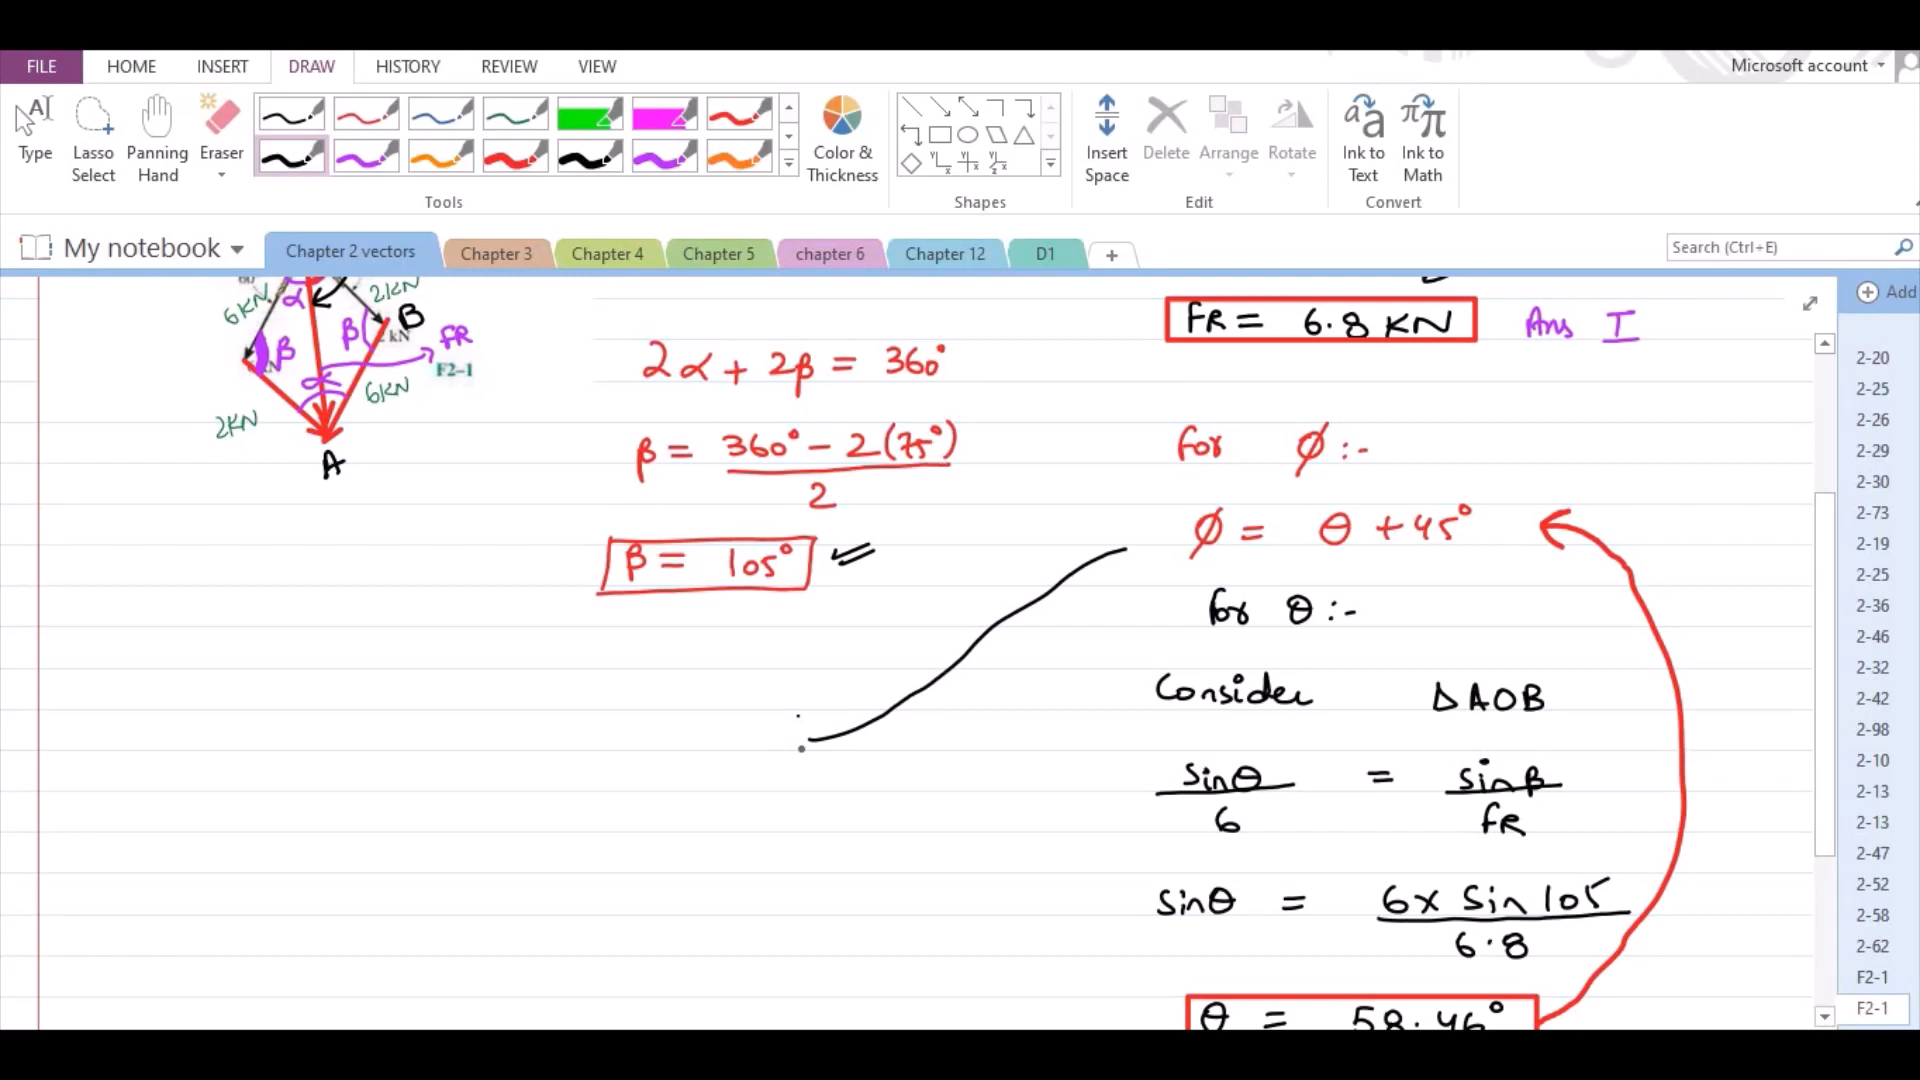 Microsoft account
FILE HOME INSERT DRAW HISTORY REVIEW VIEW
Type
Lasso Select
Panning Hand
Eraser
Color & Thickness
Insert Space
Delete
Arrange
Rotate
Ink to Text
Ink to Math
Tools
Shapes
Edit
Convert
My notebook
Chapter 2 vectors
Chapter 3
Chapter 4
Chapter 5
chapter 6
Chapter 12
D1
Search (Ctrl+E)
Add
6KN
α
2KN
B
β
β
kN
FR
F2-1
α
6KN
2KN
A
2α + 2β = 360°
β = 360° - 2(75°)
2
β = 105°
FR = 6.8 KN
Ans I
for Ø :-
Ø = θ + 45°
for θ :-
Consider ΔAOB
sinθ = sinβ
6 FR
sinθ = 6x sin 105
6.8
θ = 58.46°
2-20
2-25
2-26
2-29
2-30
2-73
2-19
2-25
2-36
2-46
2-32
2-42
2-98
2-10
2-13
2-13
2-47
2-52
2-58
2-62
F2-1
F2-1